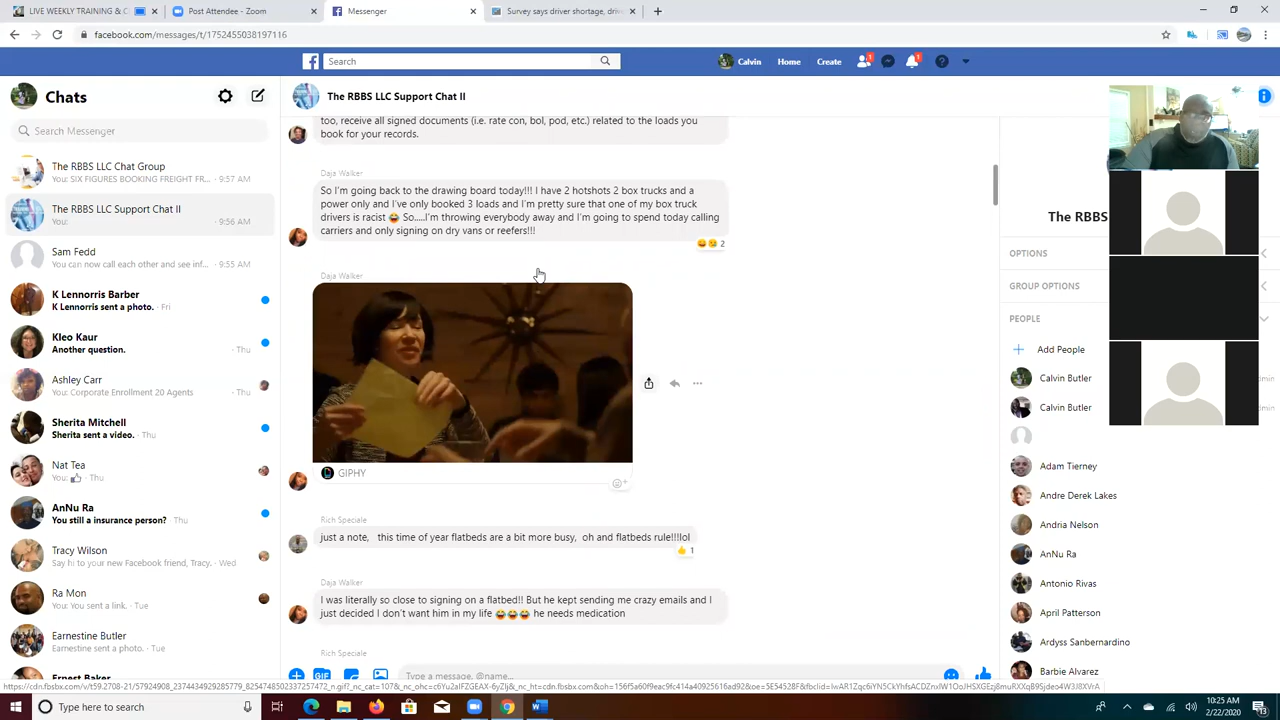 LIVE WEEKLY TRAINING & C
Post Attendee - Zoom
Messenger
Survey says driver shortage, driv
facebook.com/messages/t/1752455038197116
Search
Calvin
Home
Create
1
1
Chats
The RBBS LLC Support Chat II
Search Messenger
The RBBS LLC Chat Group
You: SIX FIGURES BOOKING FREIGHT FR... 9:57 AM
The RBBS LLC Support Chat II
You: 9:56 AM
Sam Fedd
You can now call each other and see inf... 9:55 AM
K Lennorris Barber
K Lennorris sent a photo. · Fri
Kleo Kaur
Another question. · Thu
Ashley Carr
You: Corporate Enrollment 20 Agents · Thu
Sherita Mitchell
Sherita sent a video. · Thu
Nat Tea
You: · Thu
AnNu Ra
You still a insurance person? · Thu
Tracy Wilson
Say hi to your new Facebook friend, Tracy. · Wed
Ra Mon
You: You sent a link. · Tue
Earnestine Butler
Earnestine sent a photo. · Tue
Ernest Baker
too, receive all signed documents (i.e. rate con, bol, pod, etc.) related to the loads you
book for your records.
Daja Walker
So I'm going back to the drawing board today!!! I have 2 hotshots 2 box trucks and a
power only and I've only booked 3 loads and I'm pretty sure that one of my box truck
drivers is racist 😂 So.....I'm throwing everybody away and I'm going to spend today calling
carriers and only signing on dry vans or reefers!!!
2
Daja Walker
GIPHY
Rich Speciale
just a note, this time of year flatbeds are a bit more busy, oh and flatbeds rule!!!lol
1
Daja Walker
I was literally so close to signing on a flatbed!! But he kept sending me crazy emails and I
just decided I don't want him in my life 😂😂😂 he needs medication
Rich Speciale
Type a message, @name...
GIF
The RBBS
OPTIONS
GROUP OPTIONS
PEOPLE
Add People
Calvin Butler
Calvin Butler
Adam Tierney
Andre Derek Lakes
Andria Nelson
AnNu Ra
Antonio Rivas
April Patterson
Ardyss Sanbernardino
Barbie Alvarez
dmin
dmin
Type here to search
10:25 AM
2/22/2020